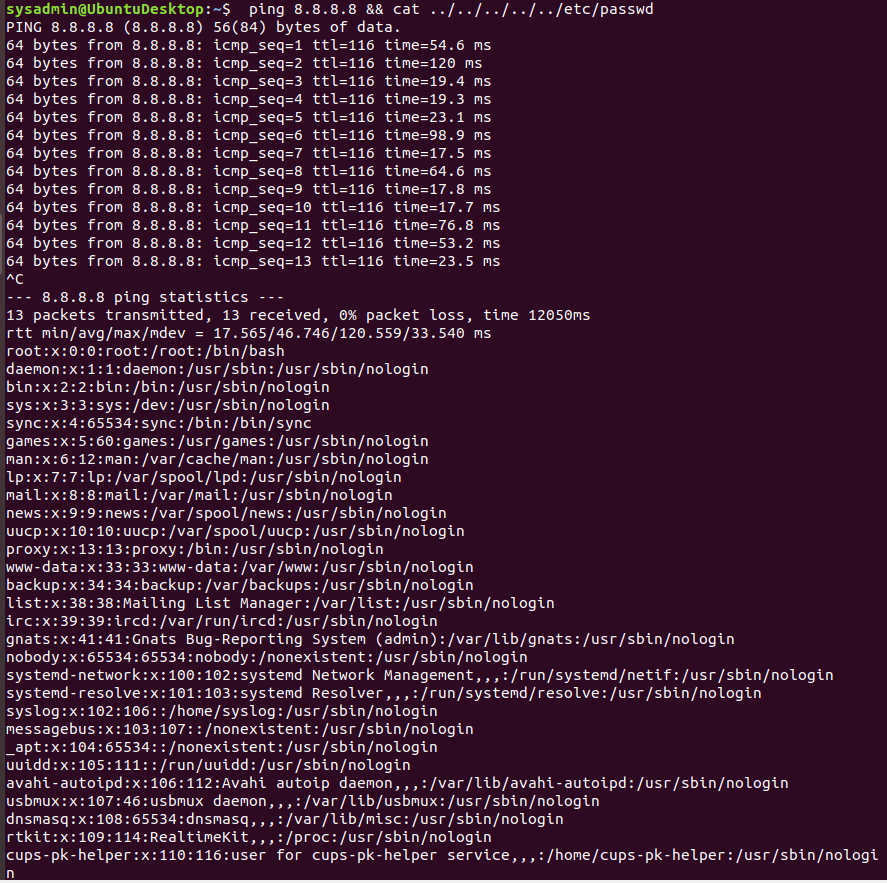 sysadmin@UbuntuDesktop:~$  ping 8.8.8.8 && cat ../../../../../etc/passwd
PING 8.8.8.8 (8.8.8.8) 56(84) bytes of data.
64 bytes from 8.8.8.8: icmp_seq=1 ttl=116 time=54.6 ms
64 bytes from 8.8.8.8: icmp_seq=2 ttl=116 time=120 ms
64 bytes from 8.8.8.8: icmp_seq=3 ttl=116 time=19.4 ms
64 bytes from 8.8.8.8: icmp_seq=4 ttl=116 time=19.3 ms
64 bytes from 8.8.8.8: icmp_seq=5 ttl=116 time=23.1 ms
64 bytes from 8.8.8.8: icmp_seq=6 ttl=116 time=98.9 ms
64 bytes from 8.8.8.8: icmp_seq=7 ttl=116 time=17.5 ms
64 bytes from 8.8.8.8: icmp_seq=8 ttl=116 time=64.6 ms
64 bytes from 8.8.8.8: icmp_seq=9 ttl=116 time=17.8 ms
64 bytes from 8.8.8.8: icmp_seq=10 ttl=116 time=17.7 ms
64 bytes from 8.8.8.8: icmp_seq=11 ttl=116 time=76.8 ms
64 bytes from 8.8.8.8: icmp_seq=12 ttl=116 time=53.2 ms
64 bytes from 8.8.8.8: icmp_seq=13 ttl=116 time=23.5 ms
^C
--- 8.8.8.8 ping statistics ---
13 packets transmitted, 13 received, 0% packet loss, time 12050ms
rtt min/avg/max/mdev = 17.565/46.746/120.559/33.540 ms
root:x:0:0:root:/root:/bin/bash
daemon:x:1:1:daemon:/usr/sbin:/usr/sbin/nologin
bin:x:2:2:bin:/bin:/usr/sbin/nologin
sys:x:3:3:sys:/dev:/usr/sbin/nologin
sync:x:4:65534:sync:/bin:/bin/sync
games:x:5:60:games:/usr/games:/usr/sbin/nologin
man:x:6:12:man:/var/cache/man:/usr/sbin/nologin
lp:x:7:7:lp:/var/spool/lpd:/usr/sbin/nologin
mail:x:8:8:mail:/var/mail:/usr/sbin/nologin
news:x:9:9:news:/var/spool/news:/usr/sbin/nologin
uucp:x:10:10:uucp:/var/spool/uucp:/usr/sbin/nologin
proxy:x:13:13:proxy:/bin:/usr/sbin/nologin
www-data:x:33:33:www-data:/var/www:/usr/sbin/nologin
backup:x:34:34:backup:/var/backups:/usr/sbin/nologin
list:x:38:38:Mailing List Manager:/var/list:/usr/sbin/nologin
irc:x:39:39:ircd:/var/run/ircd:/usr/sbin/nologin
gnats:x:41:41:Gnats Bug-Reporting System (admin):/var/lib/gnats:/usr/sbin/nologin
nobody:x:65534:65534:nobody:/nonexistent:/usr/sbin/nologin
systemd-network:x:100:102:systemd Network Management,,,:/run/systemd/netif:/usr/sbin/nologin
systemd-resolve:x:101:103:systemd Resolver,,,:/run/systemd/resolve:/usr/sbin/nologin
syslog:x:102:106::/home/syslog:/usr/sbin/nologin
messagebus:x:103:107::/nonexistent:/usr/sbin/nologin
_apt:x:104:65534::/nonexistent:/usr/sbin/nologin
uuidd:x:105:111::/run/uuidd:/usr/sbin/nologin
avahi-autoipd:x:106:112:Avahi autoip daemon,,,:/var/lib/avahi-autoipd:/usr/sbin/nologin
usbmux:x:107:46:usbmux daemon,,,:/var/lib/usbmux:/usr/sbin/nologin
dnsmasq:x:108:65534:dnsmasq,,,:/var/lib/misc:/usr/sbin/nologin
rtkit:x:109:114:RealtimeKit,,,:/proc:/usr/sbin/nologin
cups-pk-helper:x:110:116:user for cups-pk-helper service,,,:/home/cups-pk-helper:/usr/sbin/nologi
n